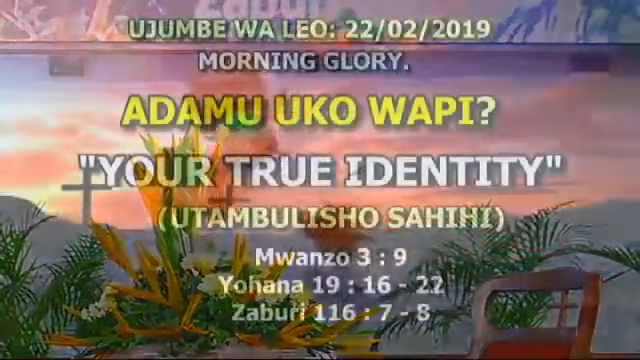 UJUMBE WA LEO: 22/02/2019
MORNING GLORY.
ADAMU UKO WAPI?
"YOUR TRUE IDENTITY"
(UTAMBULISHO SAHIHI)
Mwanzo 3 : 9
Yohana 19 : 16 - 22
Zaburi 116 : 7 - 8